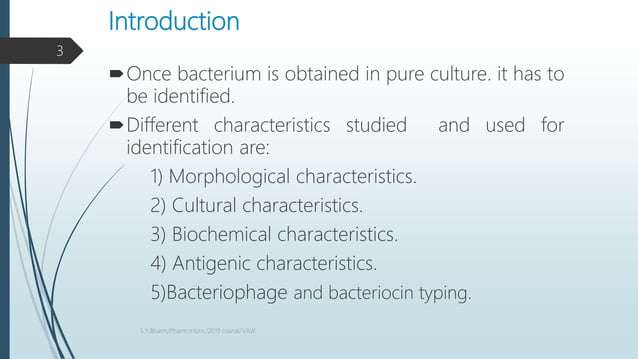 Introduction
3
Once bacterium is obtained in pure culture. it has to
be identified.
Different characteristics studied and used for
identification are:
1) Morphological characteristics.
2) Cultural characteristics.
3) Biochemical characteristics.
4) Antigenic characteristics.
5)Bacteriophage and bacteriocin typing.